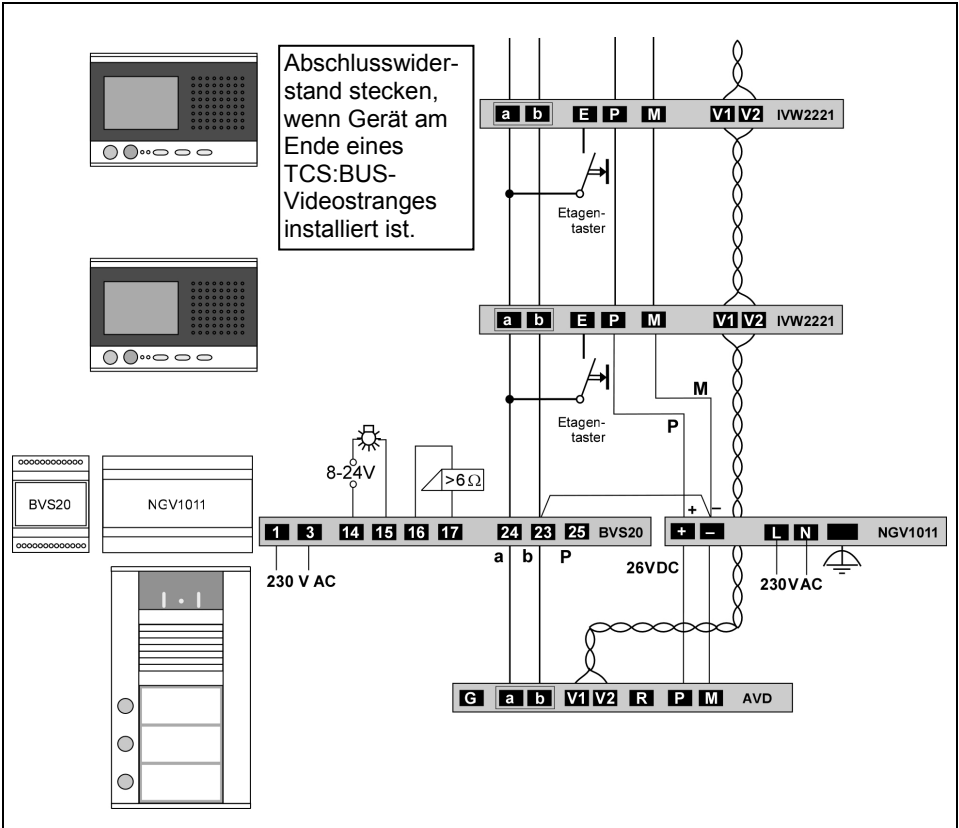 Abschlusswider-
stand stecken,
wenn Gerät am
Ende eines
TCS:BUS-
Videostranges
installiert ist.
a b E P M V1 V2 IVW2221
Etagen-
taster
a b E P M V1 V2 IVW2221
Etagen-
taster
M
P
8-24V
>6Ω
BVS20
NGV1011
1 3 14 15 16 17 24 23 25 BVS20
+ –
+ – L N NGV1011
a b P
230 V AC
26VDC
230VAC
G a b V1 V2 R P M AVD